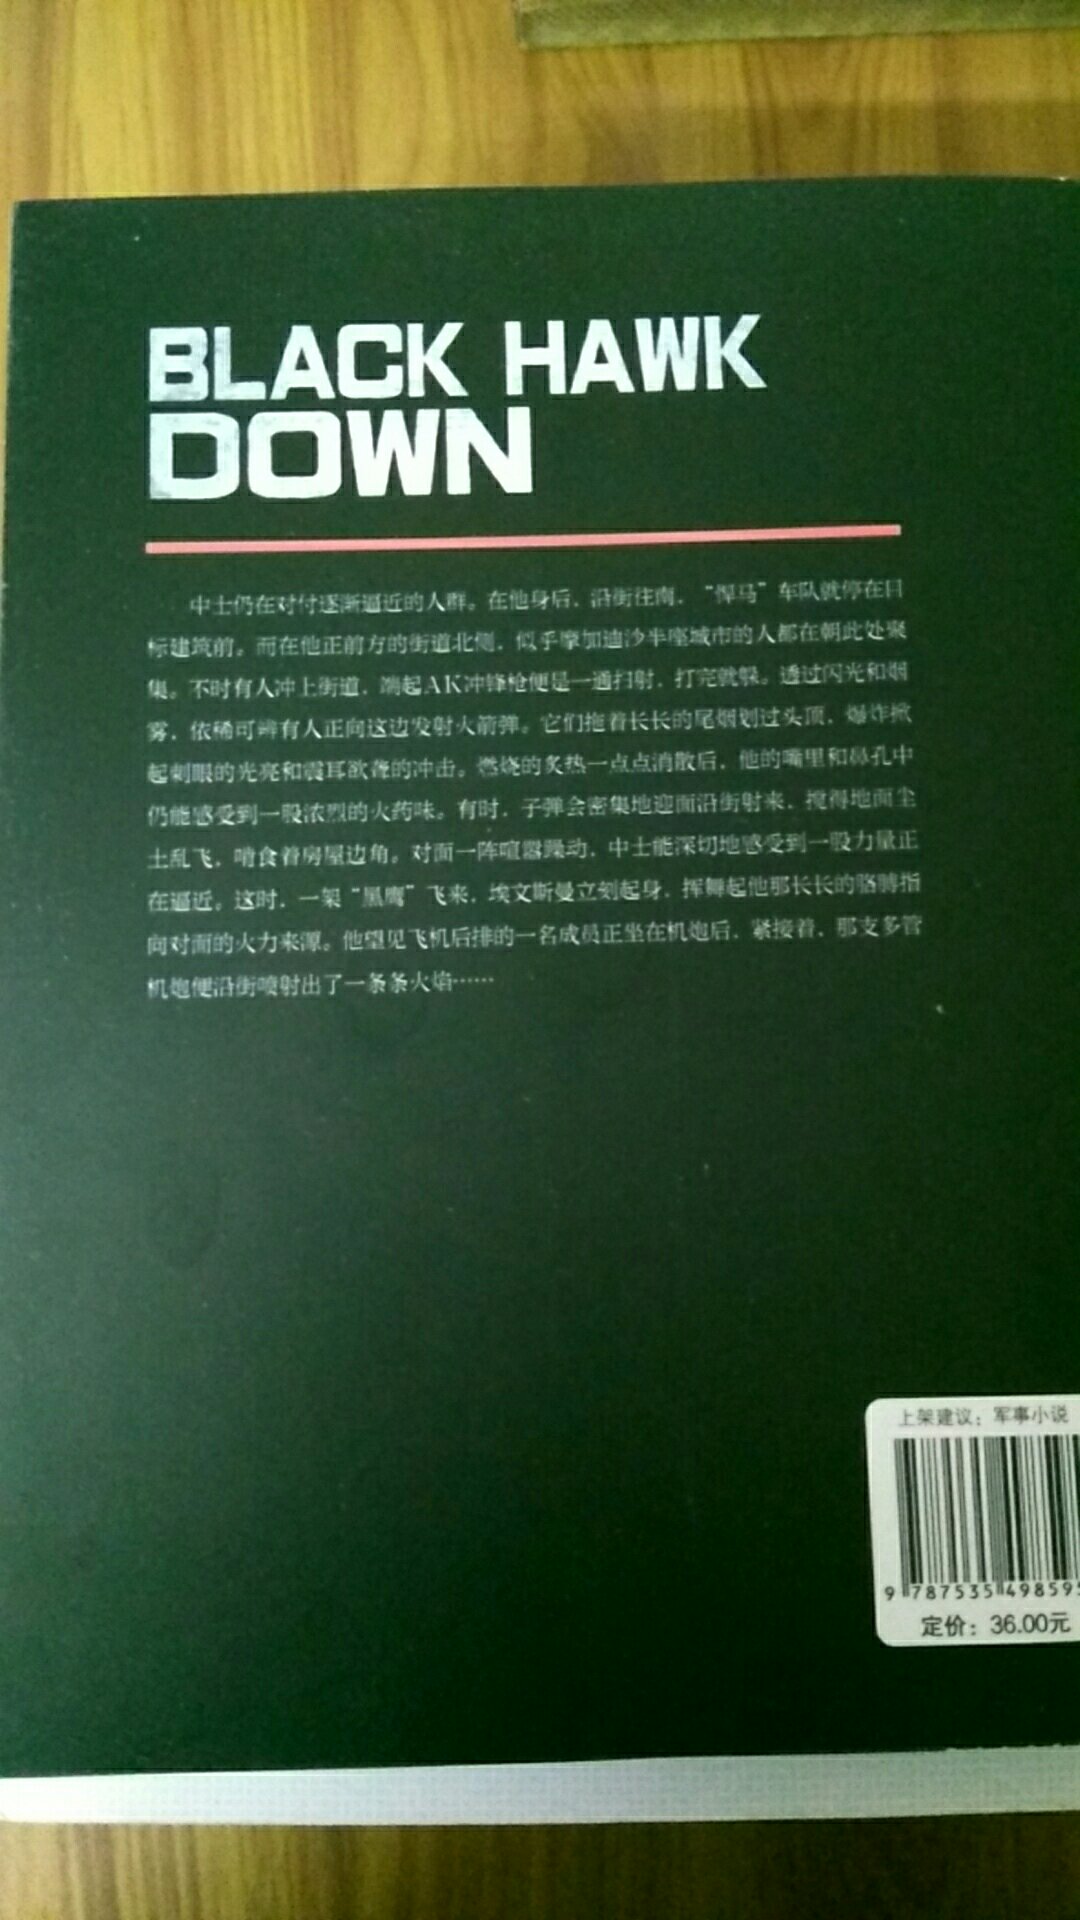 BLACK HAWK
DOWN
中士仍在对付逐渐逼近的人群。在他身后，沿街往南，“悍马”车队就停在目
标建筑前。而在他正前方的街道北侧，似乎摩加迪沙半座城市的人都在朝此处聚
集。不时有人冲上街道，端起AK冲锋枪便是一通扫射，打完就躲。透过闪光和烟
雾，依稀可辨有人正向这边发射火箭弹。它们拖着长长的尾烟划过头顶，爆炸掀
起刺眼的光亮和震耳欲聋的冲击。燃烧的炙热一点点消散后，他的嘴里和鼻孔中
仍能感受到一股浓烈的火药味。有时，子弹会密集地迎面沿街射来，搅得地面尘
土乱飞，啃食着房屋边角。对面一阵喧嚣躁动，中士能深切地感受到一股力量正
在逼近。这时，一架“黑鹰”飞来，埃文斯曼立刻起身，挥舞起他那长长的胳膊指
向对面的火力来源。他望见飞机后排的一名成员正坐在机炮后，紧接着，那支多管
机炮便沿街喷射出了一条条火焰……
上架建议：军事小说
9 787535 498595
定价：36.00元